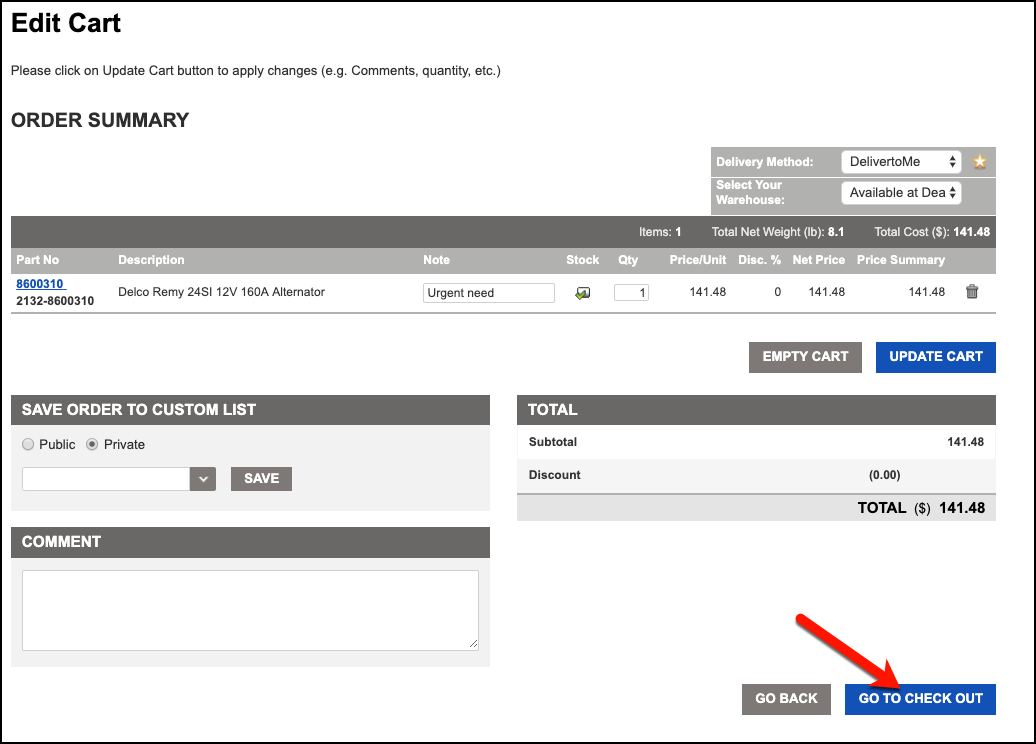 Edit Cart
Please click on Update Cart button to apply changes (e.g. Comments, quantity, etc.)
ORDER SUMMARY
Delivery Method: DelivertoMe
Select Your
Warehouse: Available at Dea
Items: 1 Total Net Weight (lb): 8.1 Total Cost ($): 141.48
Part No Description Note Stock Qty Price/Unit Disc. % Net Price Price Summary
8600310
2132-8600310 Delco Remy 24SI 12V 160A Alternator Urgent need 1 141.48 0 141.48 141.48
EMPTY CART UPDATE CART
SAVE ORDER TO CUSTOM LIST
Public Private
SAVE
COMMENT
TOTAL
Subtotal 141.48
Discount (0.00)
TOTAL ($) 141.48
GO BACK GO TO CHECK OUT